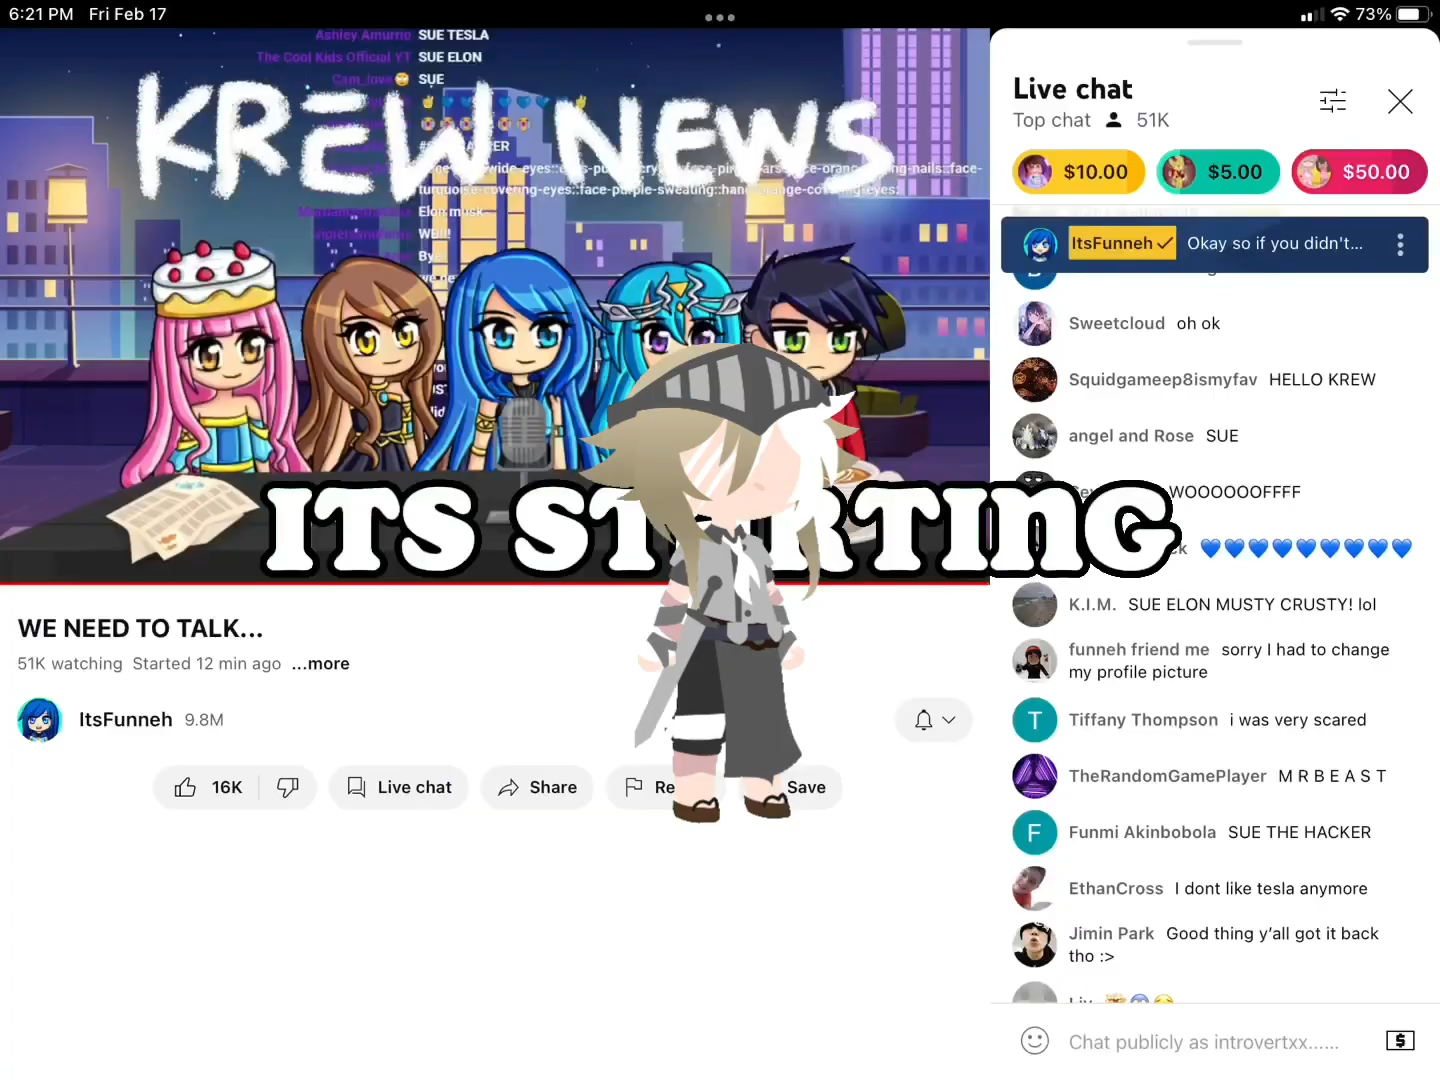 6:21 PM Fri Feb 17
73%
Ashley Amurrio SUE TESLA
The Cool Kids Official YT SUE ELON
Cam_love SUE
KREW NEWS
Elon musk
Bye
ITS STARTING
WE NEED TO TALK...
51K watching Started 12 min ago ...more
ItsFunneh 9.8M
16K
Live chat
Share
Save
Live chat
Top chat 51K
$10.00 $5.00 $50.00
ItsFunneh Okay so if you didn't...
Sweetcloud oh ok
Squidgameep8ismyfav HELLO KREW
angel and Rose SUE
WOOOOOOFFFF
💙💙💙💙💙💙💙💙💙
K.I.M. SUE ELON MUSTY CRUSTY! lol
funneh friend me sorry I had to change
my profile picture
T
Tiffany Thompson i was very scared
TheRandomGamePlayer M R B E A S T
F
Funmi Akinbobola SUE THE HACKER
EthanCross I dont like tesla anymore
Jimin Park Good thing y'all got it back
tho :>
Chat publicly as introvertxx......